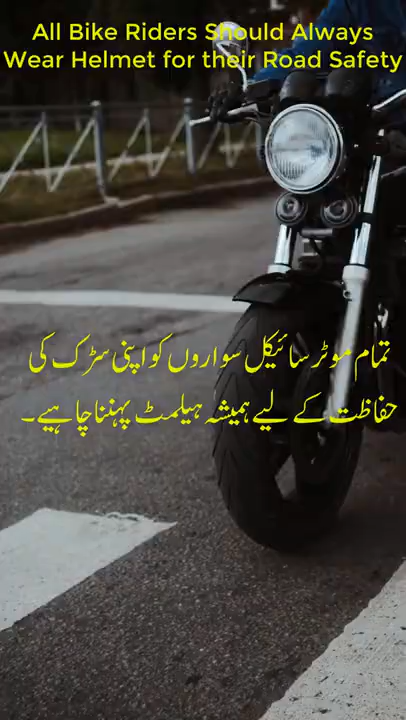 All Bike Riders Should Always
Wear Helmet for their Road Safety
تمام موٹر سائیکل سواروں کو اپنی سڑک کی
حفاظت کے لیے ہمیشہ ہیلمٹ پہننا چاہیے۔